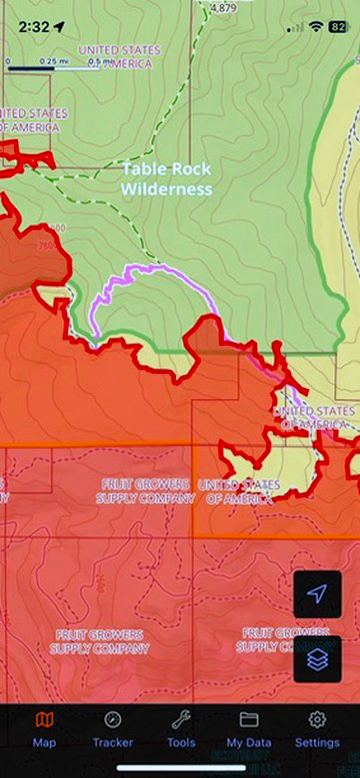 2:32
82
4,879
0 0.25 mi 0.5 mi
UNITED STATES
OF AMERICA
UNITED STATES
OF AMERICA
Table Rock
Wilderness
3800
UNITED STATES
OF AMERICA
FRUIT GROWERS
SUPPLY COMPANY
UNITED STATES
OF AMERICA
FRUIT GROWERS
SUPPLY COMPANY
FRUIT GROWERS
SUPPLY
Map
Tracker
Tools
My Data
Settings